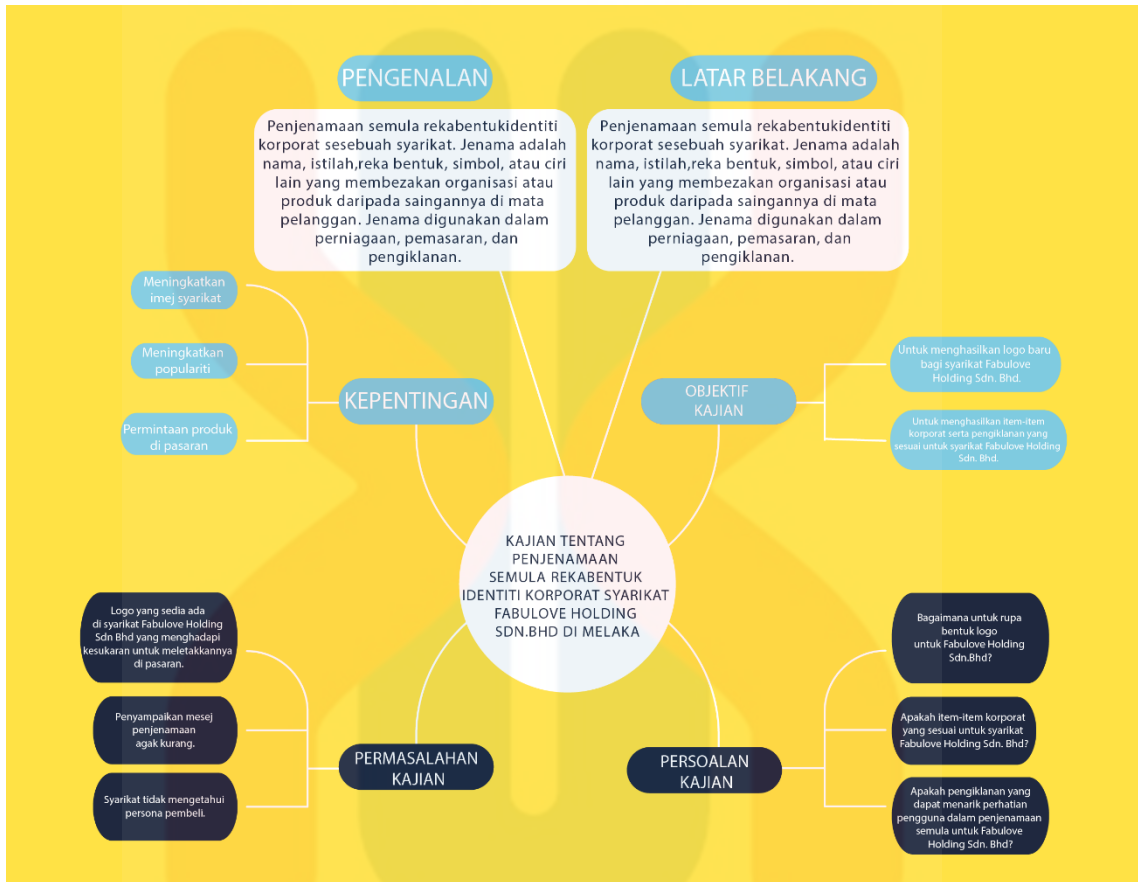 PENGENALAN
Penjenamaan semula rekabentukidentiti
korporat sesebuah syarikat. Jenama adalah
nama, istilah,reka bentuk, simbol, atau ciri
lain yang membezakan organisasi atau
produk daripada saingannya di mata
pelanggan. Jenama digunakan dalam
perniagaan, pemasaran, dan
pengiklanan.
LATAR BELAKANG
Penjenamaan semula rekabentukidentiti
korporat sesebuah syarikat. Jenama adalah
nama, istilah,reka bentuk, simbol, atau ciri
lain yang membezakan organisasi atau
produk daripada saingannya di mata
pelanggan. Jenama digunakan dalam
perniagaan, pemasaran, dan
pengiklanan.
Meningkatkan
imej syarikat
Meningkatkan
populariti
Permintaan produk
di pasaran
KEPENTINGAN
OBJEKTIF
KAJIAN
Untuk menghasilkan logo baru
bagi syarikat Fabulove
Holding Sdn. Bhd.
Untuk menghasilkan item-item
korporat serta pengiklanan yang
sesuai untuk syarikat Fabulove Holding
Sdn. Bhd.
KAJIAN TENTANG
PENJENAMAAN
SEMULA REKABENTUK
IDENTITI KORPORAT SYARIKAT
FABULOVE HOLDING
SDN.BHD DI MELAKA
Logo yang sedia ada
di syarikat Fabulove Holding
Sdn Bhd yang menghadapi
kesukaran untuk meletakkannya
di pasaran.
Penyampaikan mesej
penjenamaan
agak kurang.
Syarikat tidak mengetahui
persona pembeli.
PERMASALAHAN
KAJIAN
PERSOALAN
KAJIAN
Bagaimana untuk rupa
bentuk logo
untuk Fabulove Holding
Sdn.Bhd?
Apakah item-item korporat
yang sesuai untuk syarikat
Fabulove Holding Sdn. Bhd?
Apakah pengiklanan yang
dapat menarik perhatian
pengguna dalam penjenamaan
semula untuk Fabulove
Holding Sdn. Bhd?